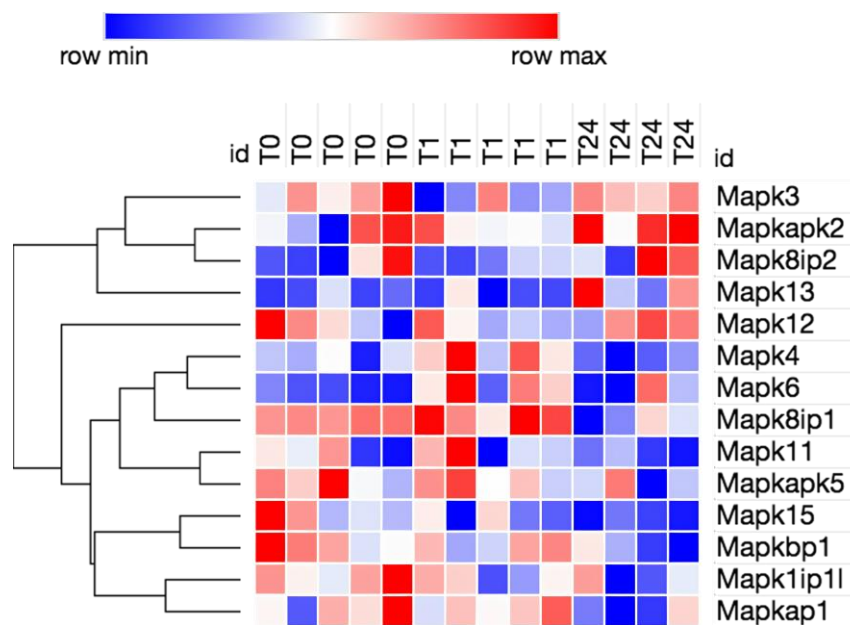 row min row max
id T0 T0 T0 T0 T0 T1 T1 T1 T1 T1 T24 T24 T24 T24 id
Mapk3
Mapkapk2
Mapk8ip2
Mapk13
Mapk12
Mapk4
Mapk6
Mapk8ip1
Mapk11
Mapkapk5
Mapk15
Mapkbp1
Mapk1ip1l
Mapkap1